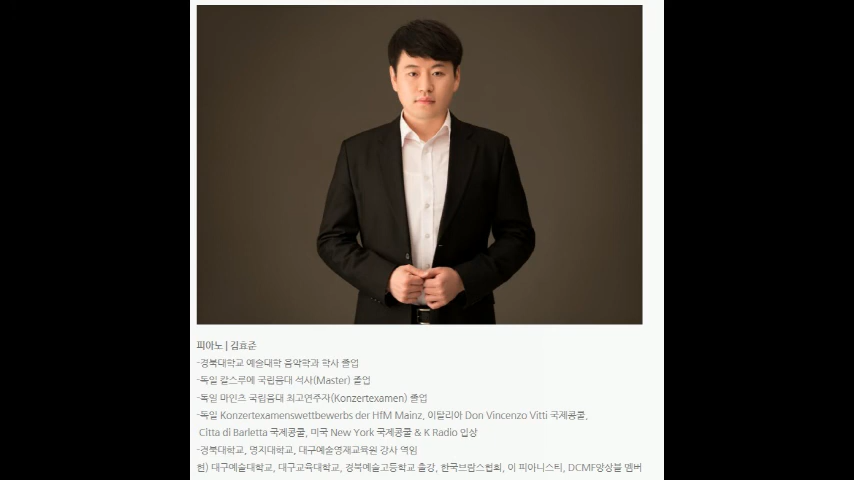 피아노 | 김효준
-경북대학교 예술대학 음악학과 학사 졸업
-독일 칼스루에 국립음대 석사(Master) 졸업
-독일 마인츠 국립음대 최고연주자(Konzertexamen) 졸업
-독일 Konzertexamenswettbewerbs der HfM Mainz, 이탈리아 Don Vincenzo Vitti 국제콩쿨,
Citta di Barletta 국제콩쿨, 미국 New York 국제콩쿨 & K Radio 입상
-경북대학교, 명지대학교, 대구예술영재교육원 강사 역임
현) 대구예술대학교, 대구교육대학교, 경북예술고등학교 출강, 한국브람스협회, 이 피아니스티, DCMF앙상블 멤버